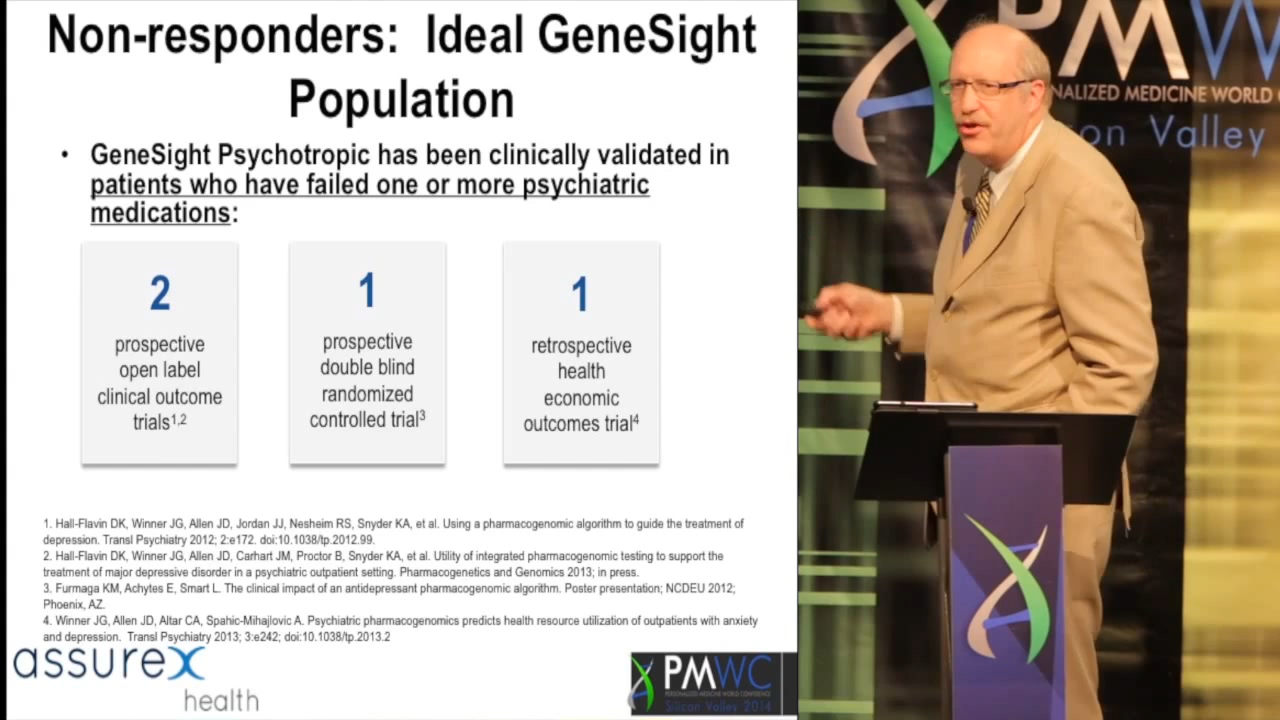 Non-responders: Ideal GeneSight
Population
• GeneSight Psychotropic has been clinically validated in
patients who have failed one or more psychiatric
medications:
2
prospective
open label
clinical outcome
trials1,2
1
prospective
double blind
randomized
controlled trial3
1
retrospective
health
economic
outcomes trial4
1. Hall-Flavin DK, Winner JG, Allen JD, Jordan JJ, Nesheim RS, Snyder KA, et al. Using a pharmacogenomic algorithm to guide the treatment of
depression. Transl Psychiatry 2012; 2:e172. doi:10.1038/tp.2012.99.
2. Hall-Flavin DK, Winner JG, Allen JD, Carhart JM, Proctor B, Snyder KA, et al. Utility of integrated pharmacogenomic testing to support the
treatment of major depressive disorder in a psychiatric outpatient setting. Pharmacogenetics and Genomics 2013; in press.
3. Furmaga KM, Achytes E, Smart L. The clinical impact of an antidepressant pharmacogenomic algorithm. Poster presentation; NCDEU 2012;
Phoenix, AZ.
4. Winner JG, Allen JD, Altar CA, Spahic-Mihajlovic A. Psychiatric pharmacogenomics predicts health resource utilization of outpatients with anxiety
and depression. Transl Psychiatry 2013; 3:e242; doi:10.1038/tp.2013.2
assurex
health
PMWC
PERSONALIZED MEDICINE WORLD CONFERENCE
Silicon Valley 2014
PMW
NALIZED MEDICINE WORLD
con Valley